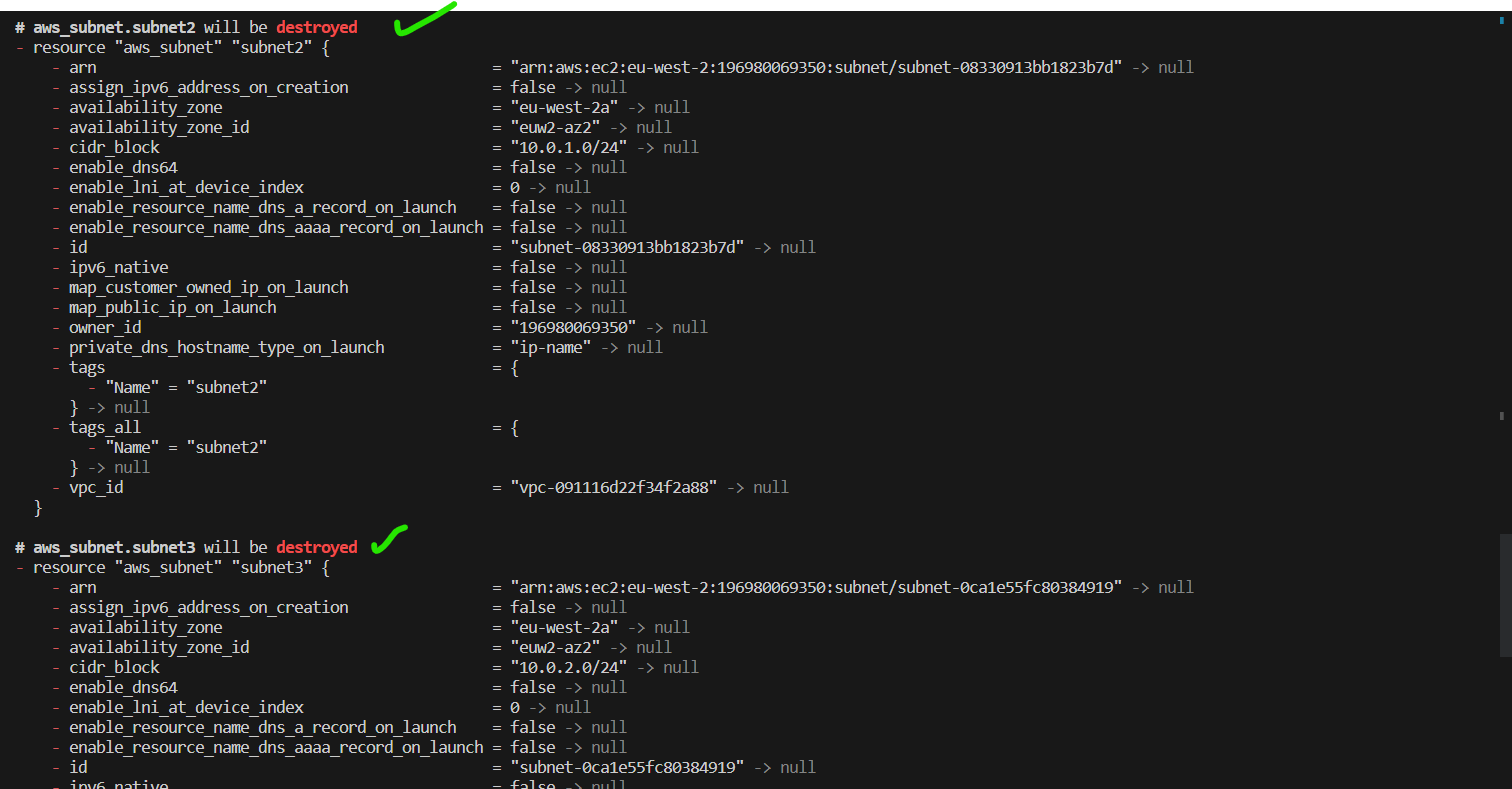 # aws_subnet.subnet2 will be destroyed
- resource "aws_subnet" "subnet2" {
- arn = "arn:aws:ec2:eu-west-2:196980069350:subnet/subnet-08330913bb1823b7d" -> null
- assign_ipv6_address_on_creation = false -> null
- availability_zone = "eu-west-2a" -> null
- availability_zone_id = "euw2-az2" -> null
- cidr_block = "10.0.1.0/24" -> null
- enable_dns64 = false -> null
- enable_lni_at_device_index = 0 -> null
- enable_resource_name_dns_a_record_on_launch = false -> null
- enable_resource_name_dns_aaaa_record_on_launch = false -> null
- id = "subnet-08330913bb1823b7d" -> null
- ipv6_native = false -> null
- map_customer_owned_ip_on_launch = false -> null
- map_public_ip_on_launch = false -> null
- owner_id = "196980069350" -> null
- private_dns_hostname_type_on_launch = "ip-name" -> null
- tags = {
- "Name" = "subnet2"
} -> null
- tags_all = {
- "Name" = "subnet2"
} -> null
- vpc_id = "vpc-091116d22f34f2a88" -> null
}
# aws_subnet.subnet3 will be destroyed
- resource "aws_subnet" "subnet3" {
- arn = "arn:aws:ec2:eu-west-2:196980069350:subnet/subnet-0ca1e55fc80384919" -> null
- assign_ipv6_address_on_creation = false -> null
- availability_zone = "eu-west-2a" -> null
- availability_zone_id = "euw2-az2" -> null
- cidr_block = "10.0.2.0/24" -> null
- enable_dns64 = false -> null
- enable_lni_at_device_index = 0 -> null
- enable_resource_name_dns_a_record_on_launch = false -> null
- enable_resource_name_dns_aaaa_record_on_launch = false -> null
- id = "subnet-0ca1e55fc80384919" -> null
- ipv6_native = false -> null